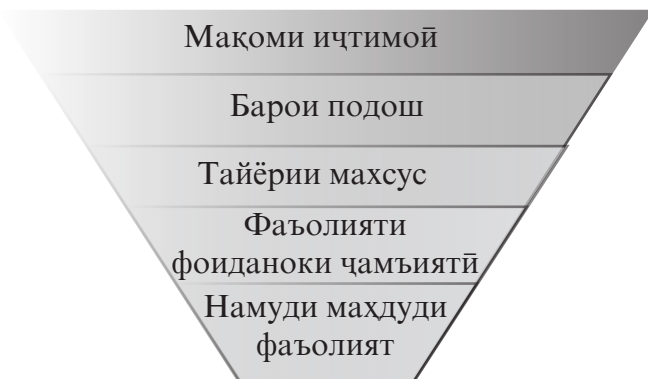 Мақоми иҷтимоӣ
Барои подош
Тайёрии махсус
Фаъолияти
фоиданоки ҷамъиятӣ
Намуди маҳдуди
фаъолият